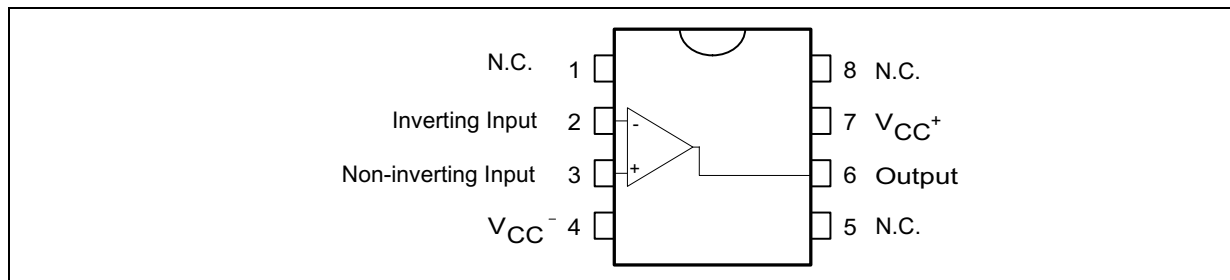 N.C. 1 8 N.C.
Inverting Input 2 - 7 VCC+
Non-inverting Input 3 + 6 Output
VCC- 4 5 N.C.